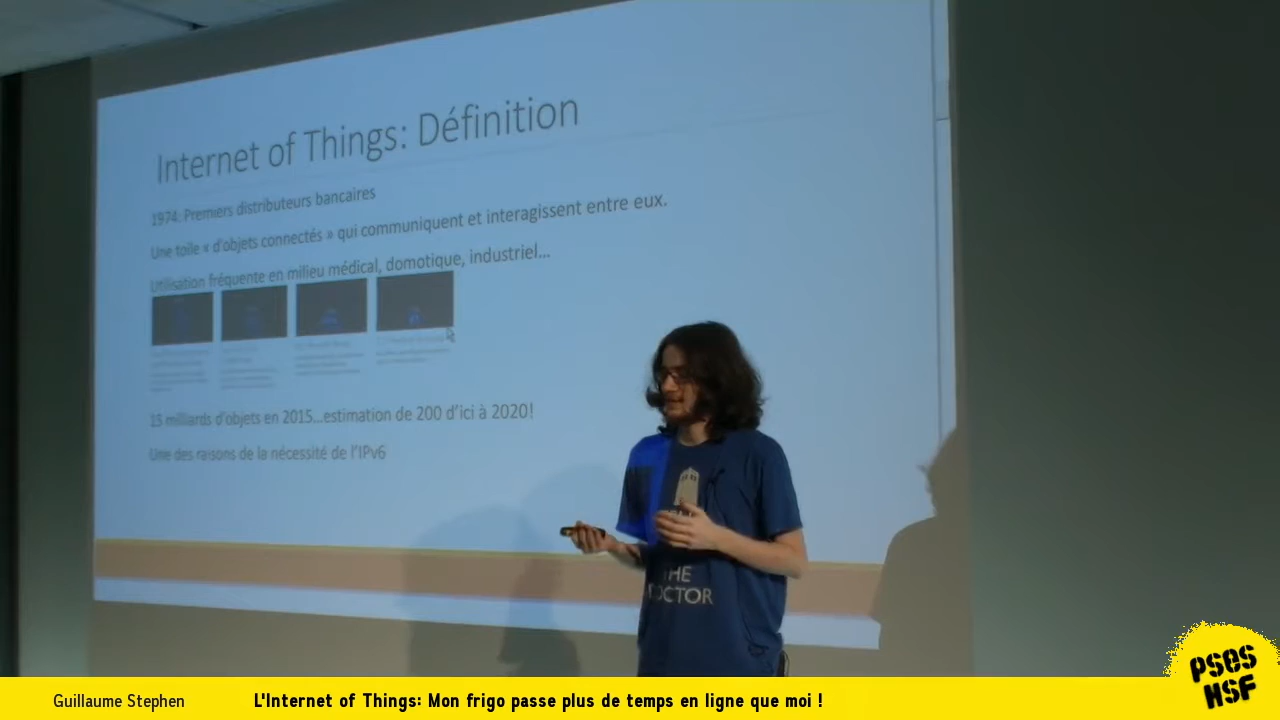 Internet of Things: Définition
1974: Premiers distributeurs bancaires
Une toile « d'objets connectés » qui communiquent et interagissent entre eux.
Utilisation fréquente en milieu médical, domotique, industriel...
15 milliards d'objets en 2015...estimation de 200 d'ici à 2020!
Une des raisons de la nécessité de l'IPv6
THE
DOCTOR
PSES
HSF
Guillaume Stephen
L'Internet of Things: Mon frigo passe plus de temps en ligne que moi !